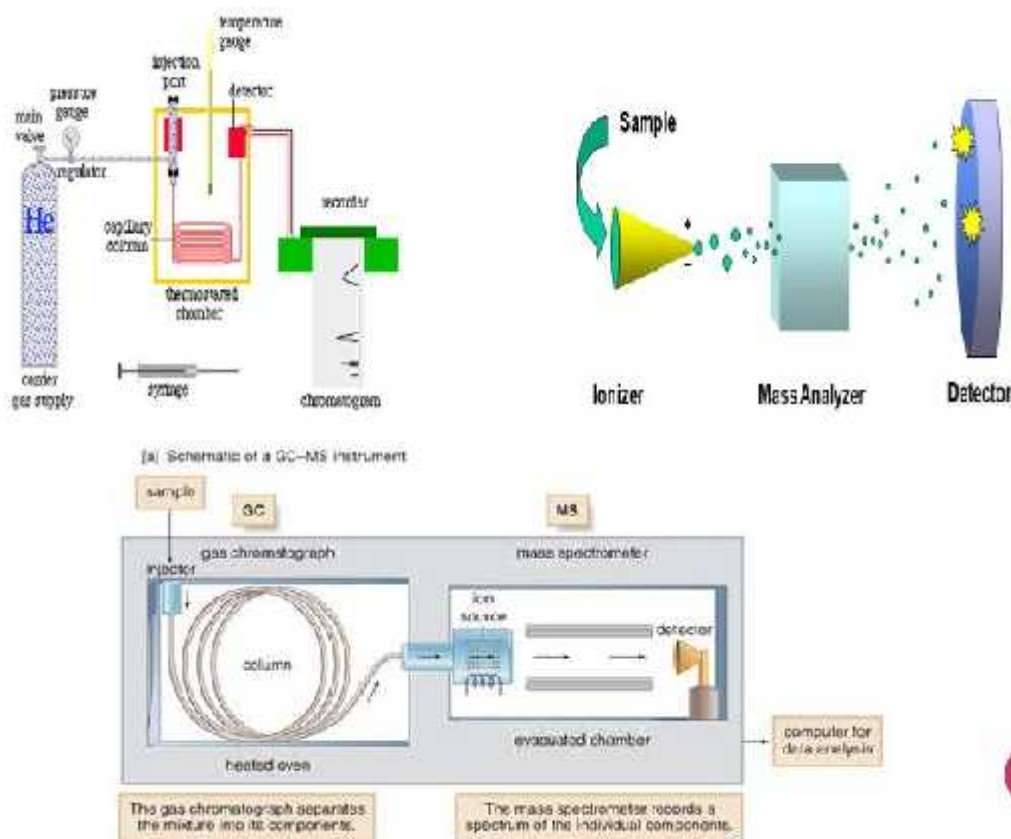 temperature
gauge
injection
port
detector
pressure
gauge
main
valve
regulator
He
capillary
column
recorder
thermostated
chamber
carrier
gas supply
syringe
chromatogram
Sample
+
–
Ionizer
Mass Analyzer
Detector
(a) Schematic of a GC–MS instrument
sample
GC
MS
gas chromatograph
mass spectrometer
injector
ion
source
detector
column
evacuated chamber
computer for
data analysis
heated oven
The gas chromatograph separates
the mixture into its components.
The mass spectrometer records a
spectrum of the individual components.